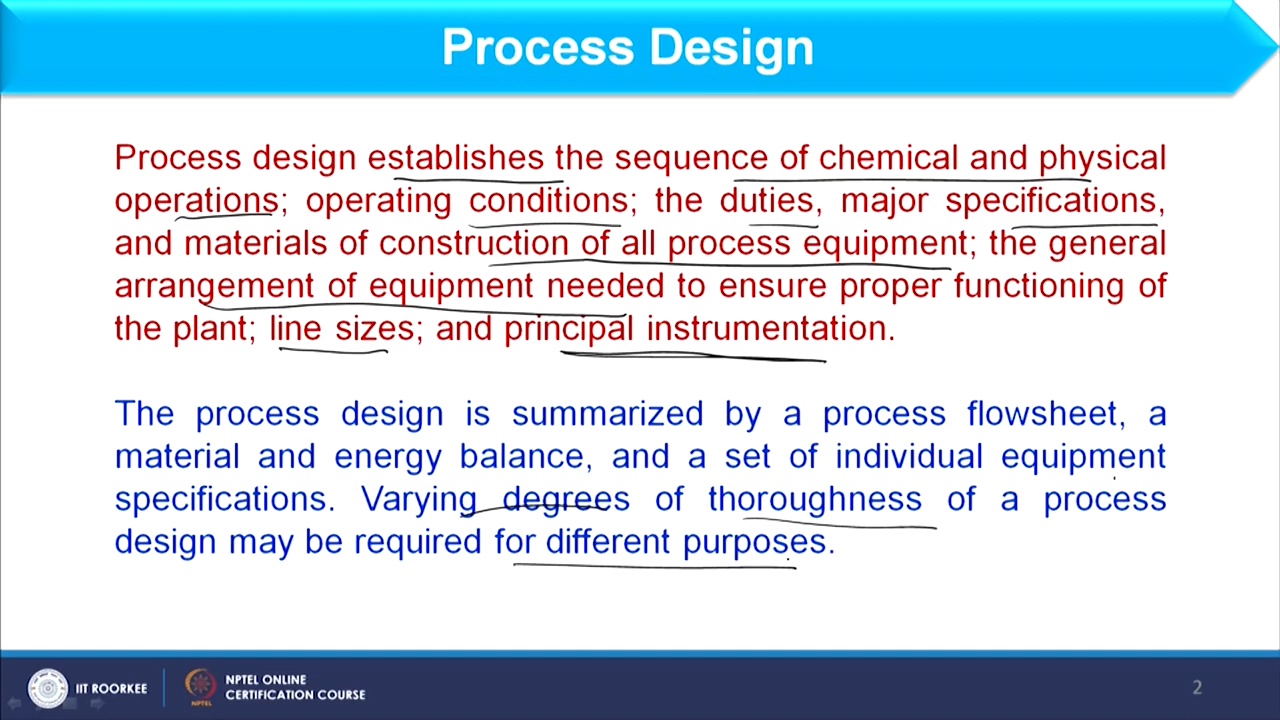 Process Design
Process design establishes the sequence of chemical and physical
operations; operating conditions; the duties, major specifications,
and materials of construction of all process equipment; the general
arrangement of equipment needed to ensure proper functioning of
the plant; line sizes; and principal instrumentation.
The process design is summarized by a process flowsheet, a
material and energy balance, and a set of individual equipment
specifications. Varying degrees of thoroughness of a process
design may be required for different purposes.
IIT ROORKEE
NPTEL
NPTEL ONLINE
CERTIFICATION COURSE
2